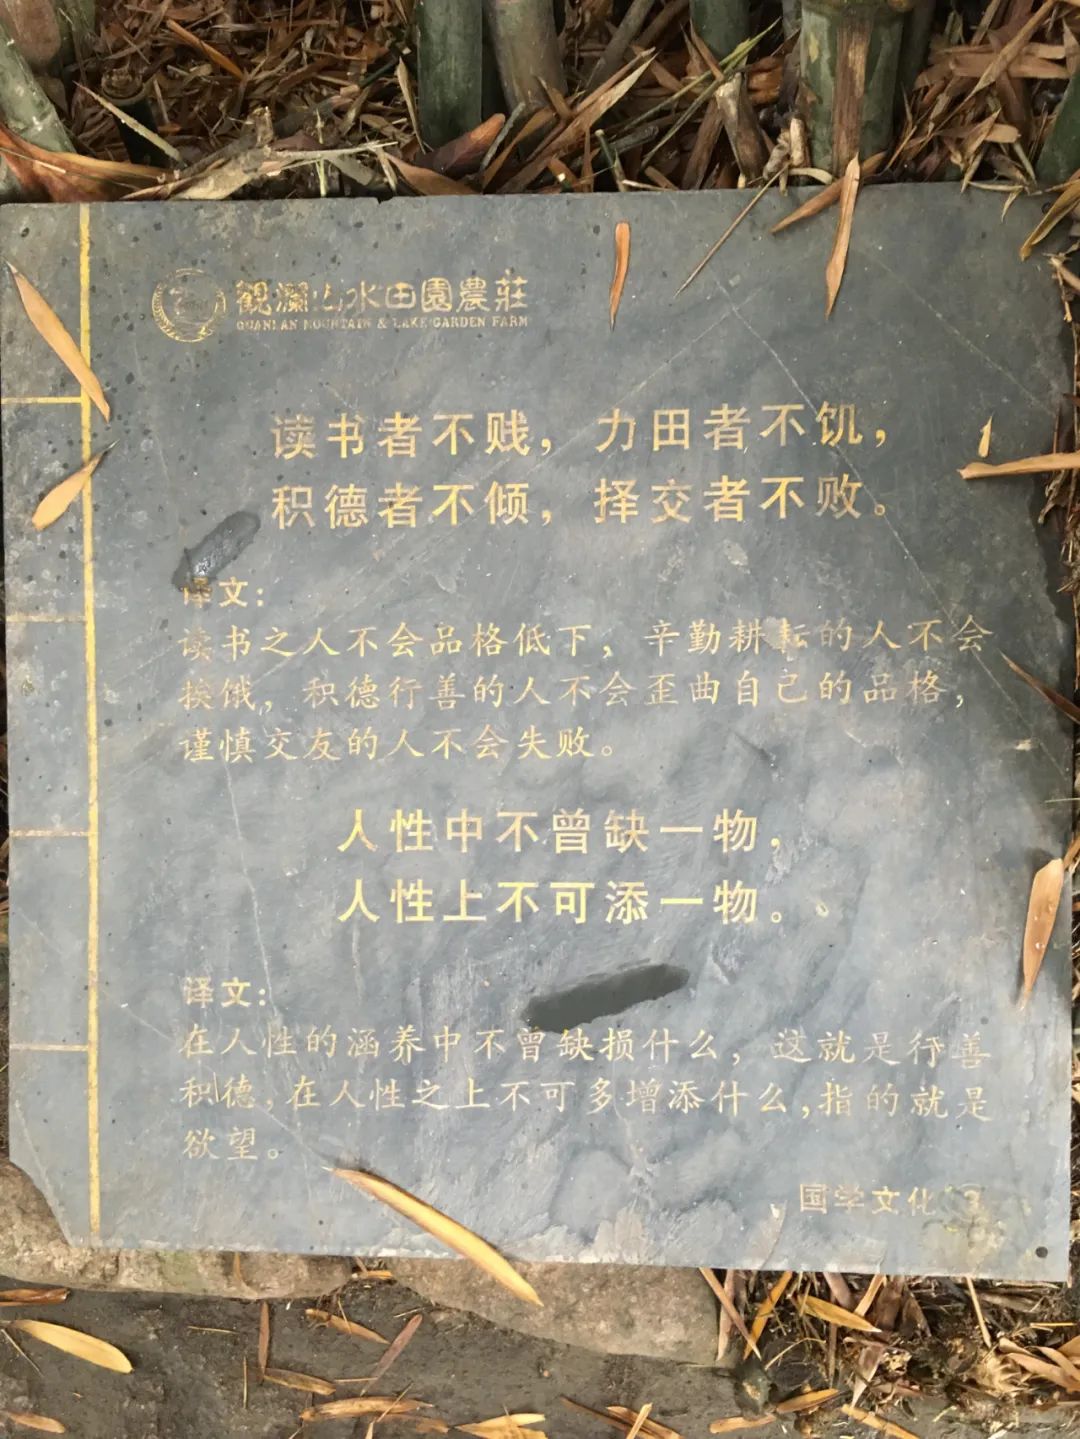 觀瀾山水田園農莊
GUANLAN MOUNTAIN & LAKE GARDEN FARM
读书者不贱，力田者不饥，
积德者不倾，择交者不败。
译文：
读书之人不会品格低下，辛勤耕耘的人不会
挨饿，积德行善的人不会歪曲自己的品格，
谨慎交友的人不会失败。
人性中不曾缺一物，
人性上不可添一物。
译文：
在人性的涵养中不曾缺损什么，这就是行善
积德，在人性之上不可多增添什么，指的就是
欲望。
国学文化